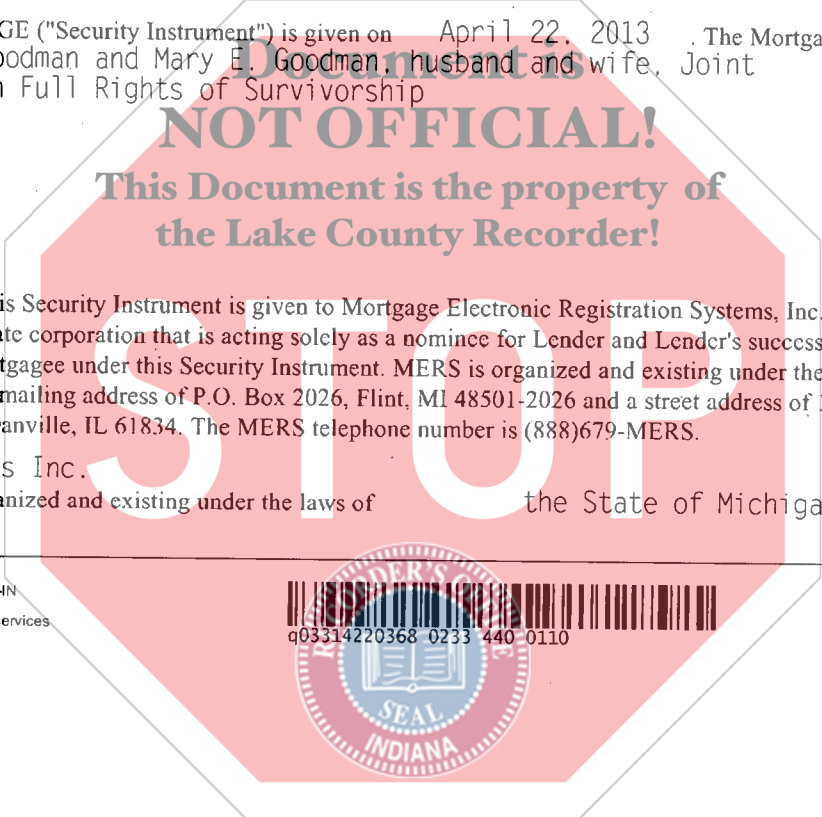 GE ("Security Instrument") is given on April 22, 2013 . The Mortga
oodman and Mary E. Goodman, husband and wife, Joint
n Full Rights of Survivorship
Document is
NOT OFFICIAL!
This Document is the property of
the Lake County Recorder!
is Security Instrument is given to Mortgage Electronic Registration Systems, Inc.
ate corporation that is acting solely as a nominee for Lender and Lender's success
tgagee under this Security Instrument. MERS is organized and existing under the
mailing address of P.O. Box 2026, Flint, MI 48501-2026 and a street address of 1
anville, IL 61834. The MERS telephone number is (888)679-MERS.
STOP
s Inc.
anized and existing under the laws of the State of Michiga
IN
ervices
q03314220368 0233 440 0110
RECORDER'S OFFICE
SEAL
INDIANA